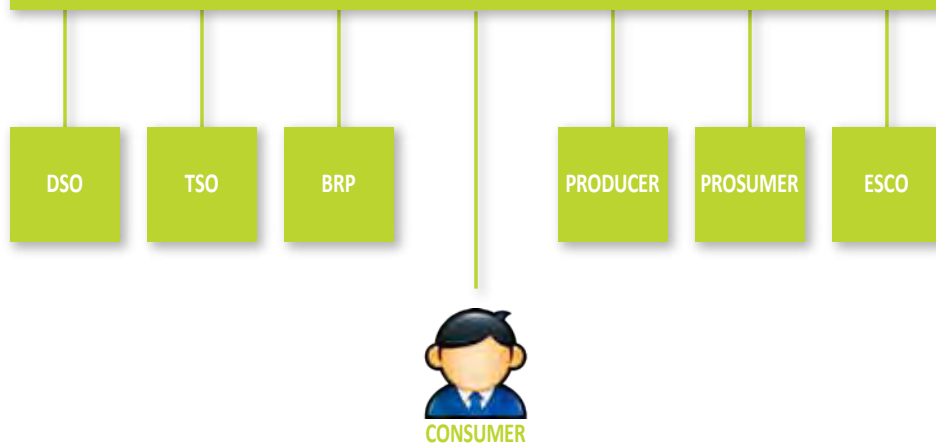 DSO
TSO
BRP
PRODUCER
PROSUMER
ESCO
CONSUMER